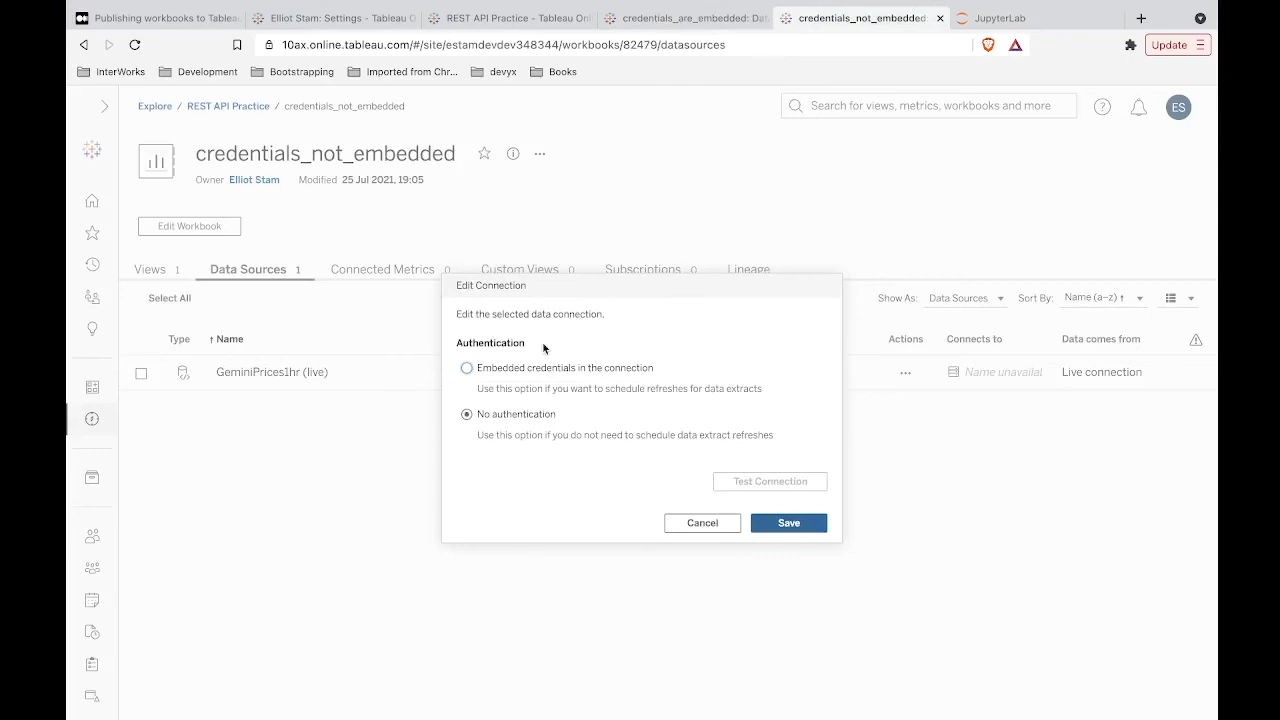 Publishing workbooks to Tableau
Elliot Stam: Settings - Tableau O
REST API Practice - Tableau Onl
credentials_are_embedded: Dat
credentials_not_embedded
JupyterLab
10ax.online.tableau.com/#/site/estamdevdev348344/workbooks/82479/datasources
Update
InterWorks
Development
Bootstrapping
Imported from Chr...
devyx
Books
Explore / REST API Practice / credentials_not_embedded
Search for views, metrics, workbooks and more
ES
credentials_not_embedded
Owner Elliot Stam Modified 25 Jul 2021, 19:05
Edit Workbook
Views 1
Data Sources 1
Connected Metrics 0
Custom Views 0
Subscriptions 0
Lineage
Select All
Show As: Data Sources
Sort By: Name (a–z) ↑
Type ↑ Name Actions Connects to Data comes from
GeminiPrices1hr (live) Name unavailal Live connection
Edit Connection
Edit the selected data connection.
Authentication
Embedded credentials in the connection
Use this option if you want to schedule refreshes for data extracts
No authentication
Use this option if you do not need to schedule data extract refreshes
Test Connection
Cancel
Save